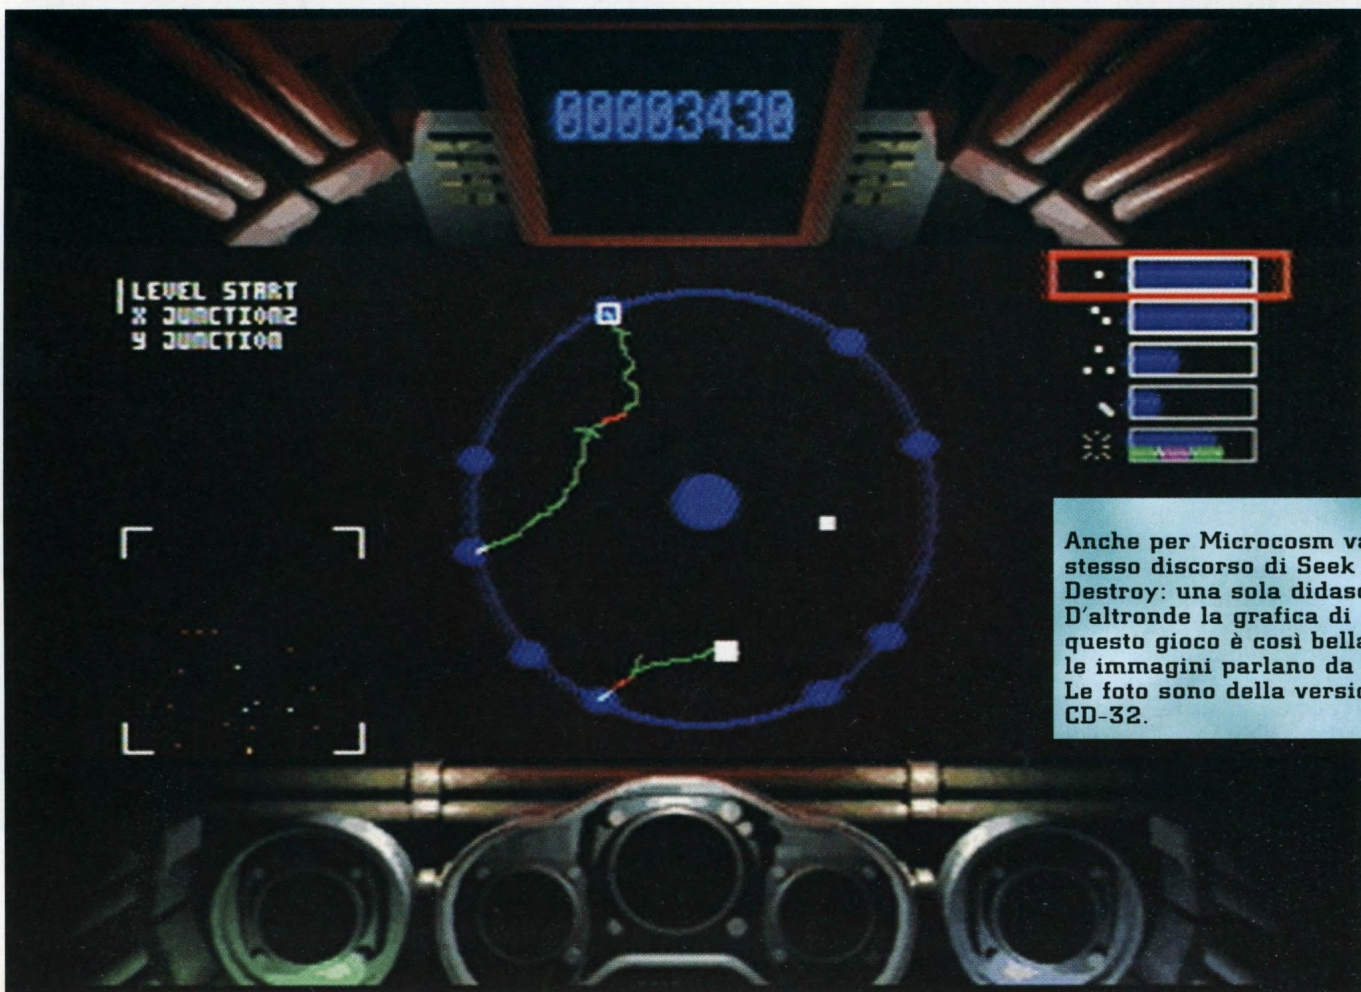 00003430
LEVEL START
X JUNCTION2
Y JUNCTION
Anche per Microcosm
stesso discorso di Seek
Destroy: una sola
D'altronde la grafica di
questo gioco è così bella
le immagini parlano da
Le foto sono della
CD-32.